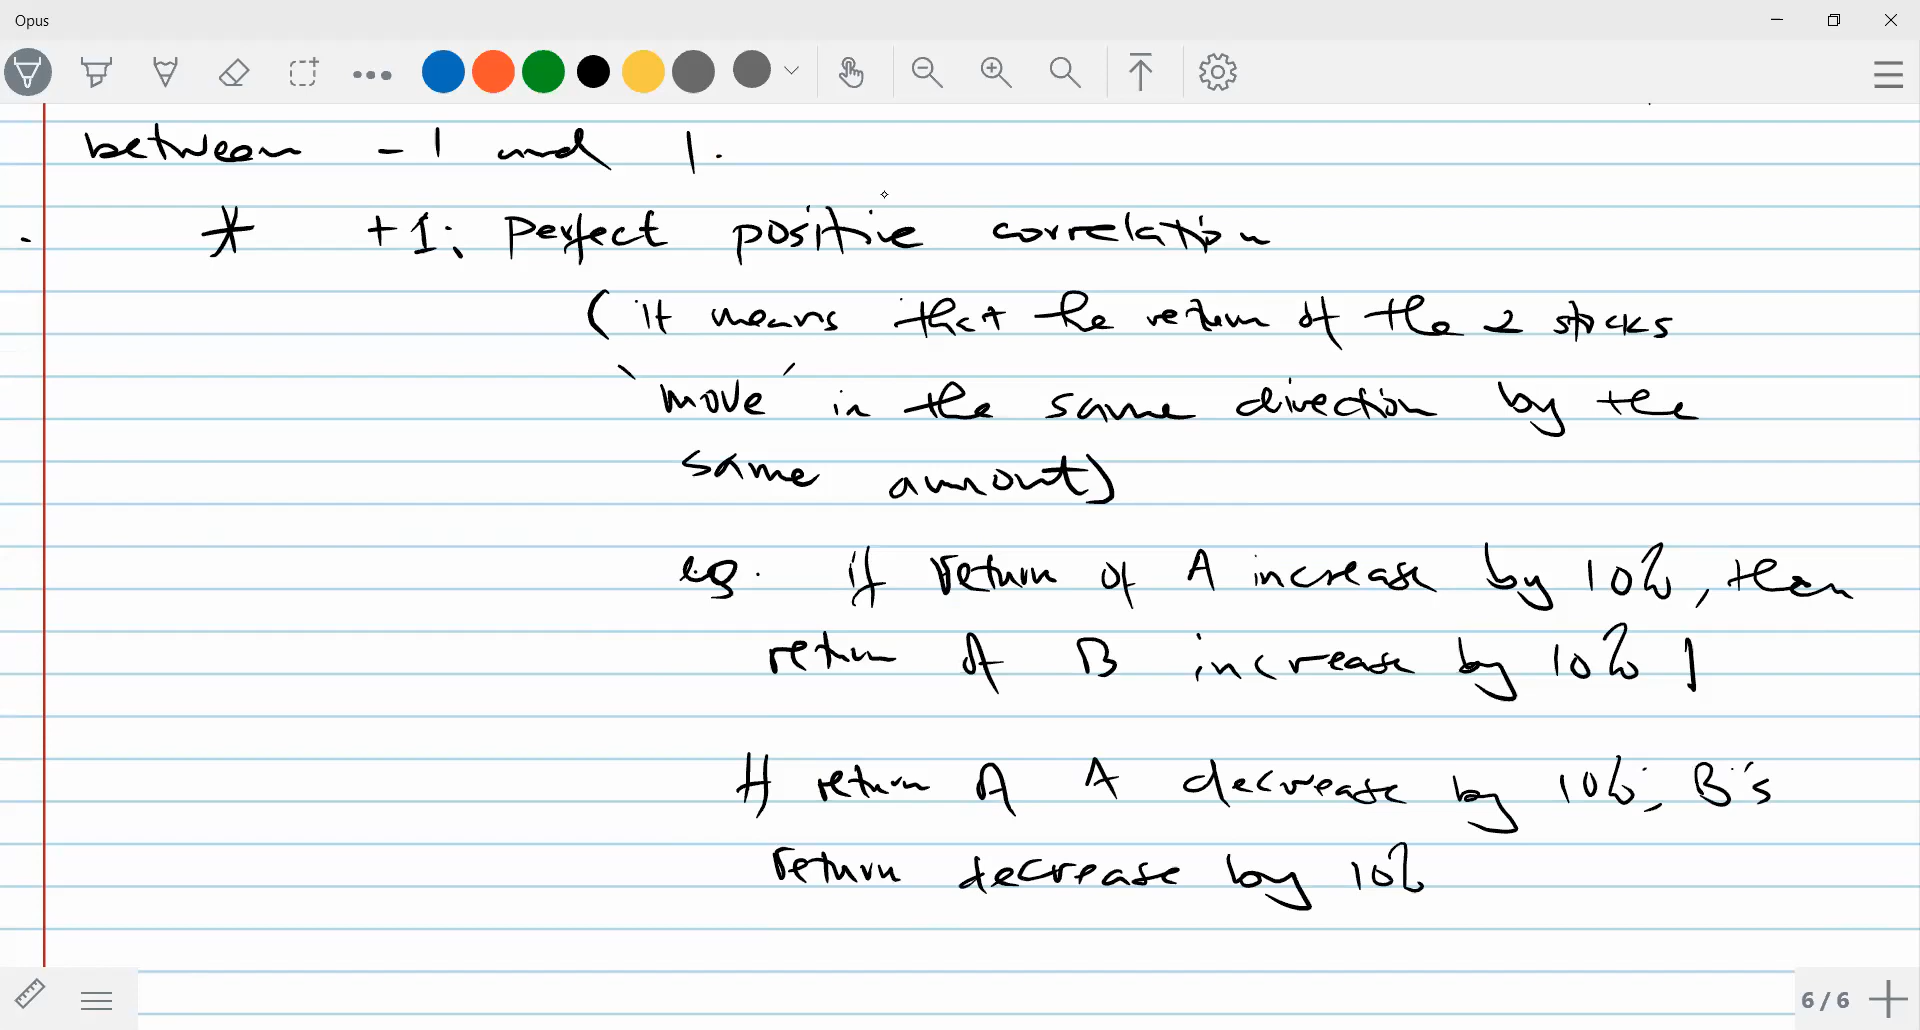 Opus
between -1 and 1.
* +1: perfect positive correlation
(it means that the return of the 2 stocks
'move' in the same direction by the
same amount)
eg. if return of A increase by 10%, then
return of B increase by 10% ]
If return of A decrease by 10%, B's
return decrease by 10%
6 / 6